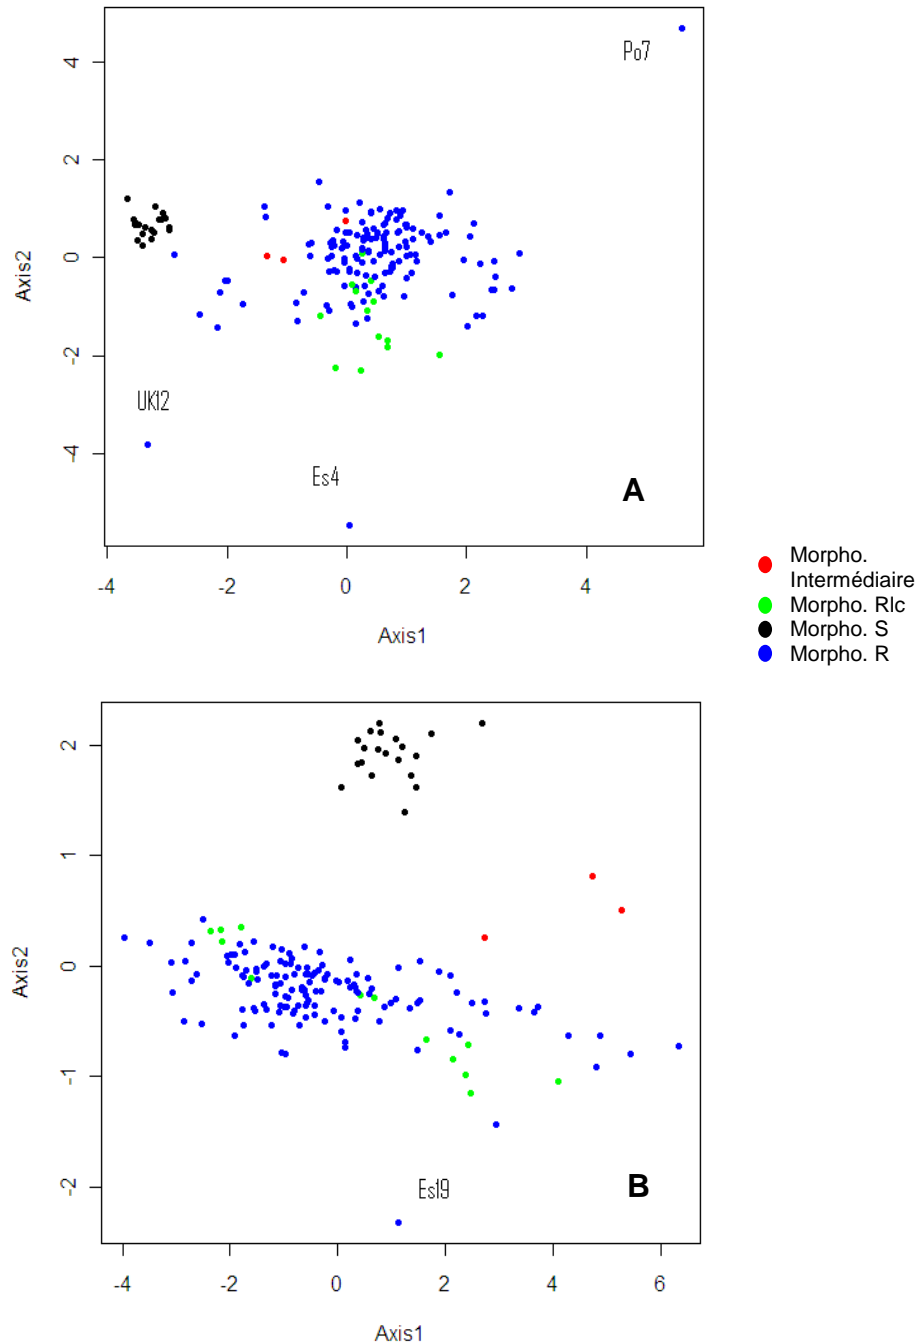 Po7
4
2
0
-2
-4
Axis2
UK12
Es4
A
-4
-2
0
2
4
Axis1
Morpho.
Intermédiaire
Morpho. RIc
Morpho. S
Morpho. R
2
1
0
-1
-2
Axis2
Es19
B
-4
-2
0
2
4
6
Axis1